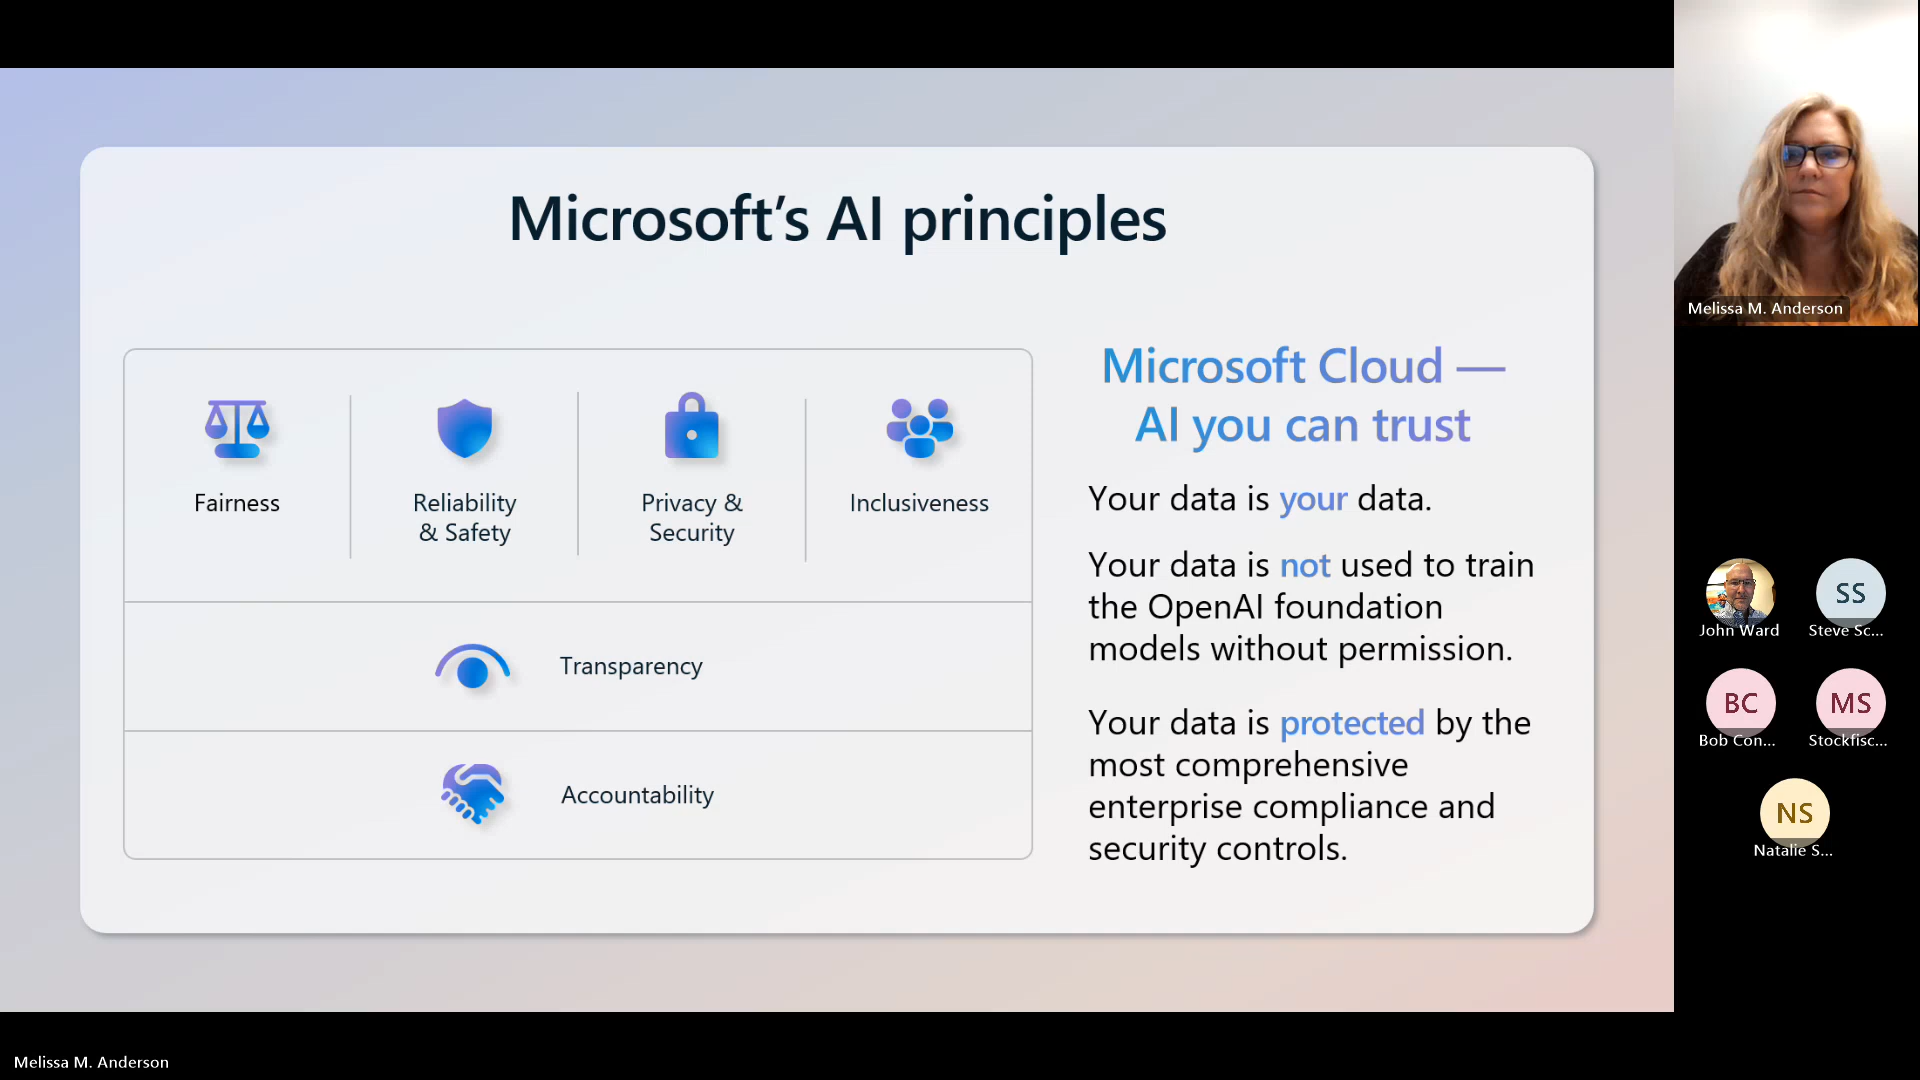 Microsoft’s AI principles
Fairness
Reliability
& Safety
Privacy &
Security
Inclusiveness
Transparency
Accountability
Microsoft Cloud —
AI you can trust
Your data is your data.
Your data is not used to train
the OpenAI foundation
models without permission.
Your data is protected by the
most comprehensive
enterprise compliance and
security controls.
Melissa M. Anderson
John Ward
SS
Steve Sc...
BC
Bob Con...
MS
Stockfisc...
NS
Natalie S...
Melissa M. Anderson